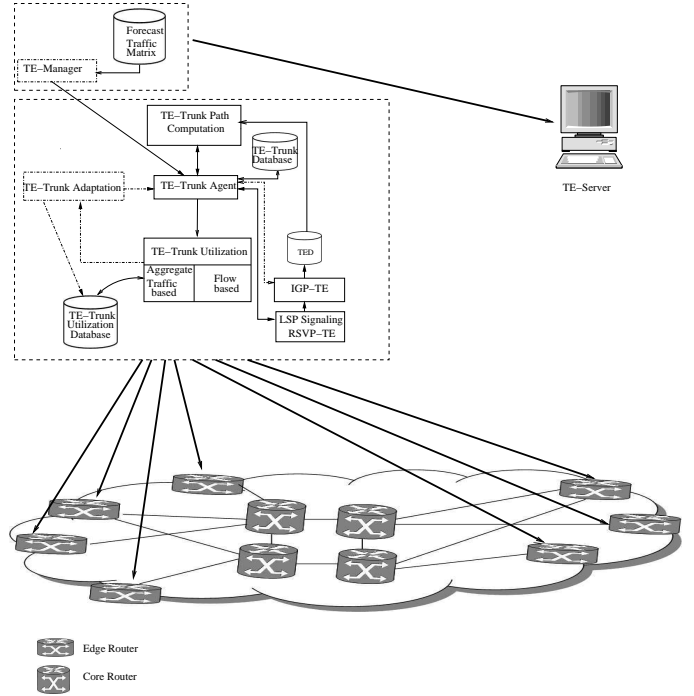 Forecast
Traffic
Matrix
TE–Manager
TE–Trunk Path
Computation
TE–Trunk
Database
TE–Trunk Adaptation
TE–Trunk Agent
TE–Server
TE–Trunk Utilization
Aggregate
Traffic
based
Flow
based
TED
IGP–TE
TE–Trunk
Utilization
Database
LSP Signaling
RSVP–TE
Edge Router
Core Router